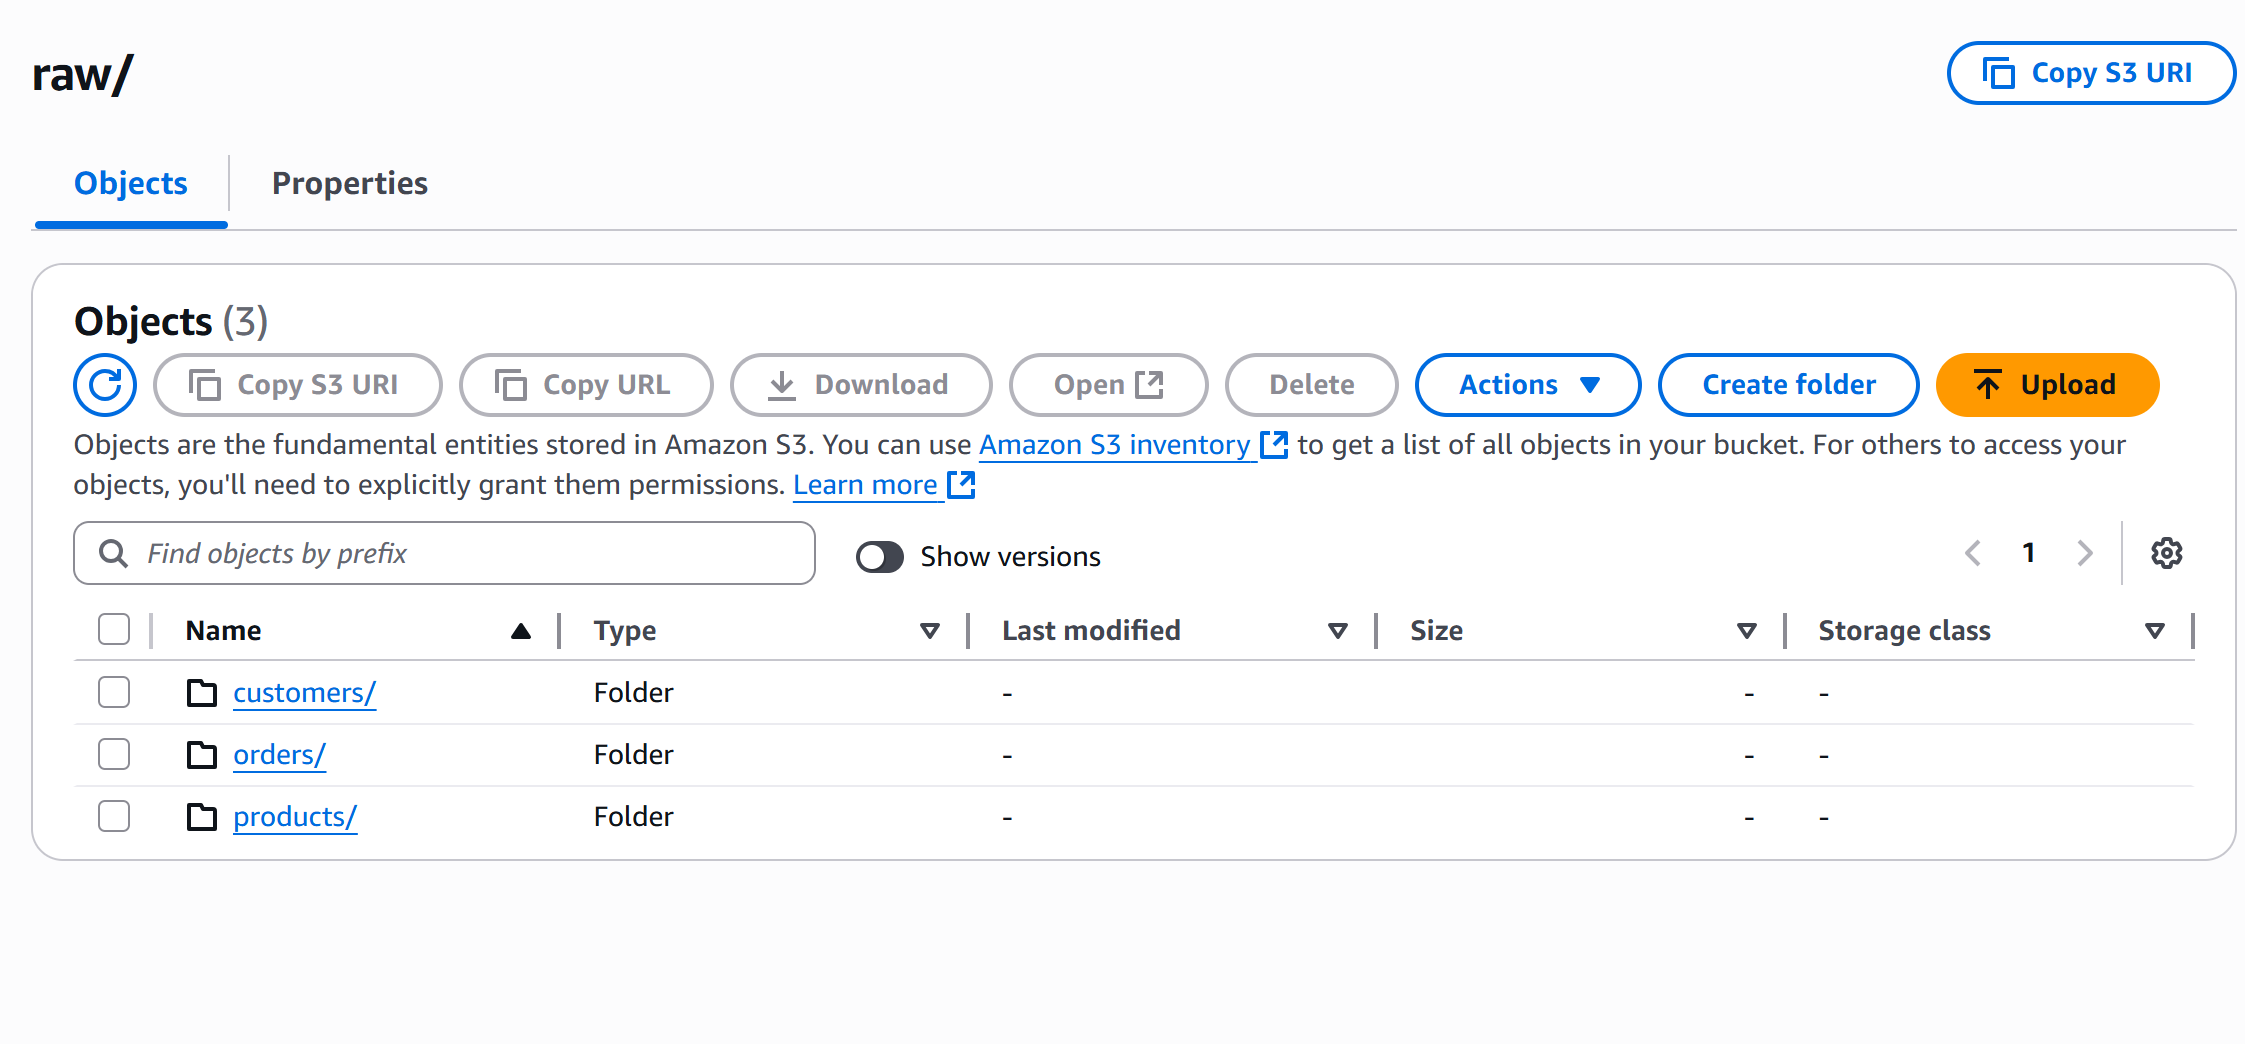 raw/
Copy S3 URI
Objects
Properties
Objects (3)
Copy S3 URI
Copy URL
Download
Open
Delete
Actions
Create folder
Upload
Objects are the fundamental entities stored in Amazon S3. You can use Amazon S3 inventory to get a list of all objects in your bucket. For others to access your
objects, you'll need to explicitly grant them permissions. Learn more
Find objects by prefix
Show versions
1
Name Type Last modified Size Storage class
customers/ Folder - - -
orders/ Folder - - -
products/ Folder - - -